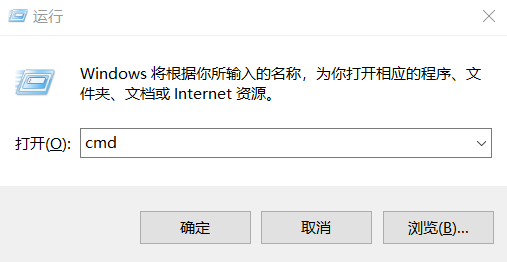 运行
Windows 将根据你所输入的名称，为你打开相应的程序、文
件夹、文档或 Internet 资源。
打开(O): cmd
确定 取消 浏览(B)...